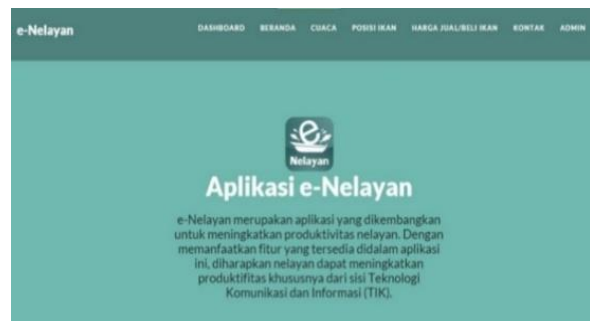 e-Nelayan
DASHBOARD BERANDA CUACA POSISI IKAN HARGA JUAL/BELI IKAN KONTAK ADMIN
e
Nelayan
Aplikasi e-Nelayan
e-Nelayan merupakan aplikasi yang dikembangkan
untuk meningkatkan produktivitas nelayan. Dengan
memanfaatkan fitur yang tersedia didalam aplikasi
ini, diharapkan nelayan dapat meningkatkan
produktifitas khususnya dari sisi Teknologi
Komunikasi dan Informasi (TIK).